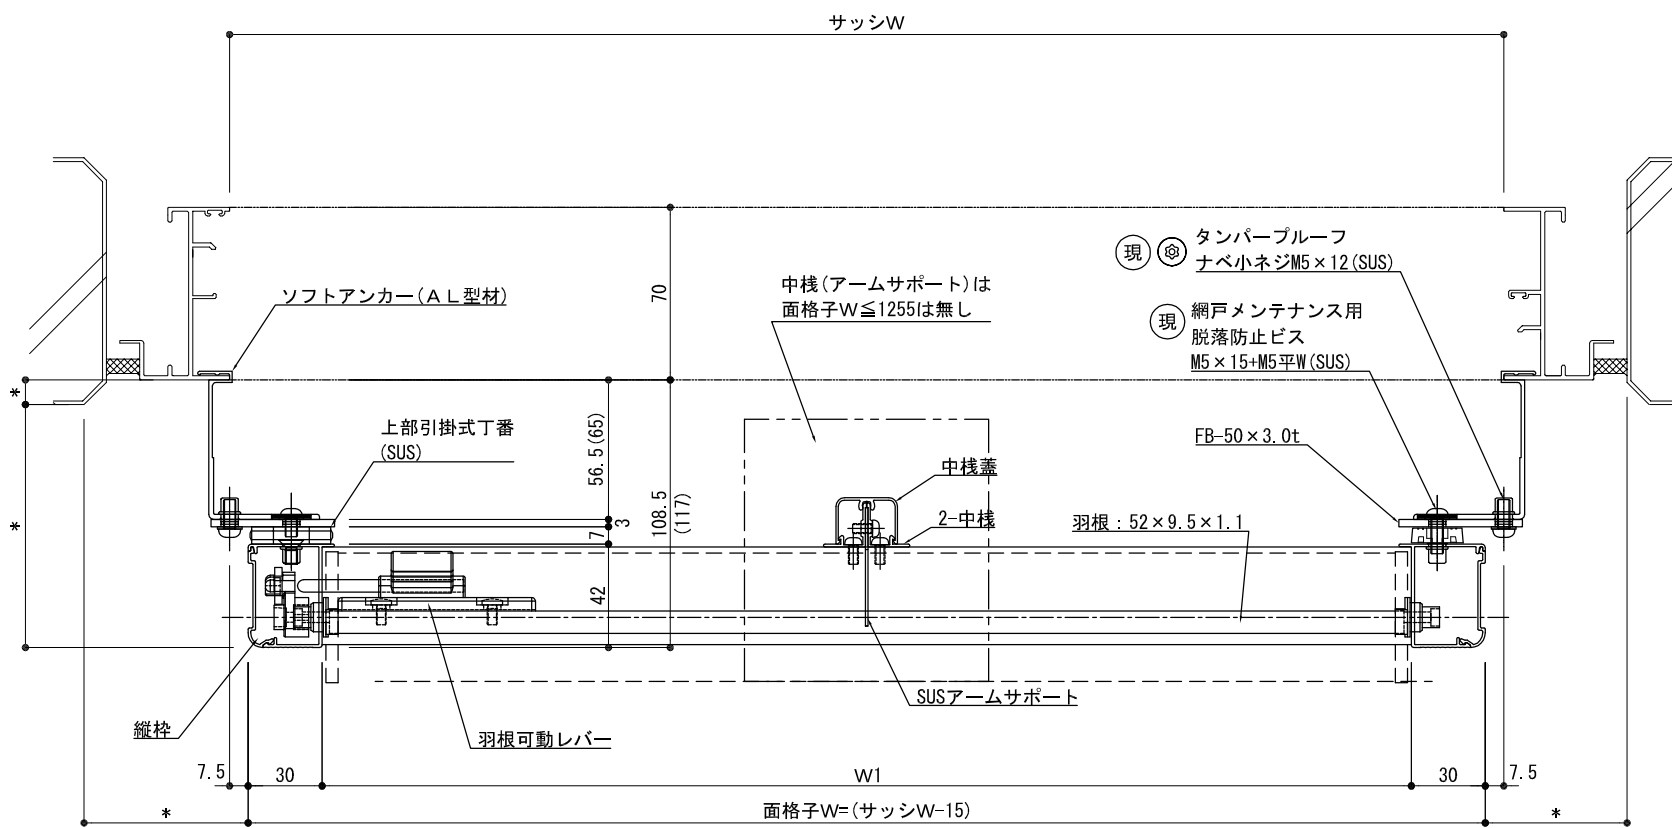 サッシW
現
タンパープルーフ
ナベ小ネジM5×12(SUS)
中桟(アームサポート)は
面格子W≦1255は無し
ソフトアンカー(AL型材)
70
現
網戸メンテナンス用
脱落防止ビス
M5×15+M5平W(SUS)
*
上部引掛式丁番
(SUS)
56.5(65)
FB-50×3.0t
中桟蓋
108.5
(117)
3
2-中桟
羽根：52×9.5×1.1
*
7
42
SUSアームサポート
縦枠
羽根可動レバー
7.5
30
W1
30
7.5
*
面格子W=(サッシW-15)
*